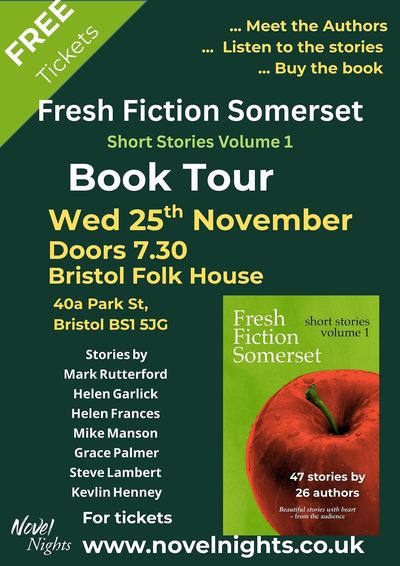 FREE
Tickets
... Meet the Authors
... Listen to the stories
... Buy the book
Fresh Fiction Somerset
Short Stories Volume 1
Book Tour
Wed 25th November
Doors 7.30
Bristol Folk House
40a Park St,
Bristol BS1 5JG
Stories by
Mark Rutterford
Helen Garlick
Helen Frances
Mike Manson
Grace Palmer
Steve Lambert
Kevlin Henney
Fresh
Fiction
Somerset
short stories
volume 1
47 stories by
26 authors
Beautiful stories with heart
– from the audience
Novel
Nights
For tickets
www.novelnights.co.uk